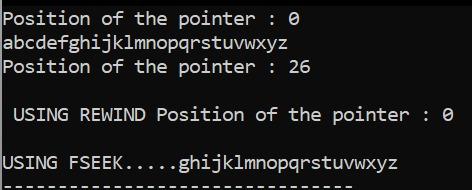 Position of the pointer : 0
abcdefghijklmnopqrstuvwxyz
Position of the pointer : 26
USING REWIND Position of the pointer : 0
USING FSEEK.....ghijklmnopqrstuvwxyz
--------------------------------